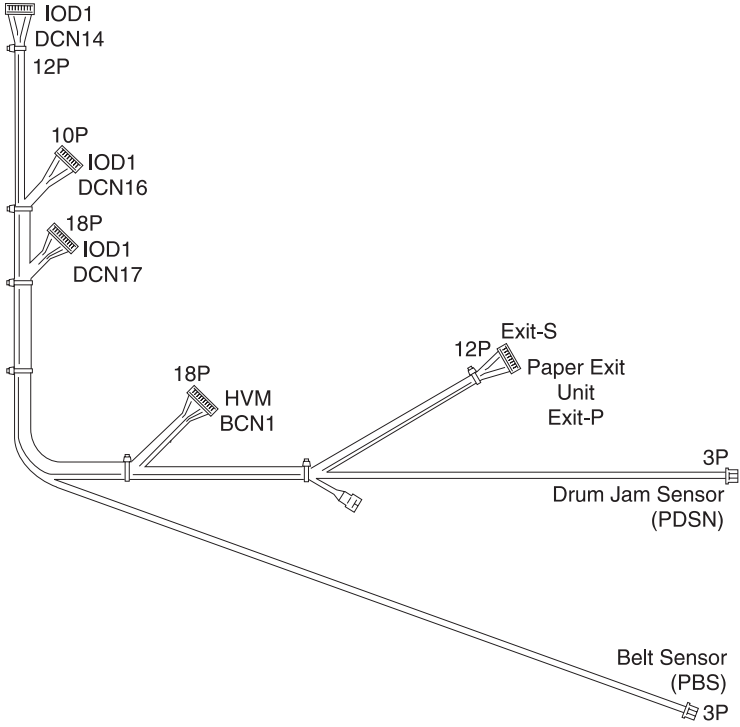 IOD1
DCN14
12P
10P
IOD1
DCN16
18P
IOD1
DCN17
Exit-S
12P
Paper Exit
Unit
Exit-P
18P
HVM
BCN1
3P
Drum Jam Sensor
(PDSN)
Belt Sensor
(PBS)
3P